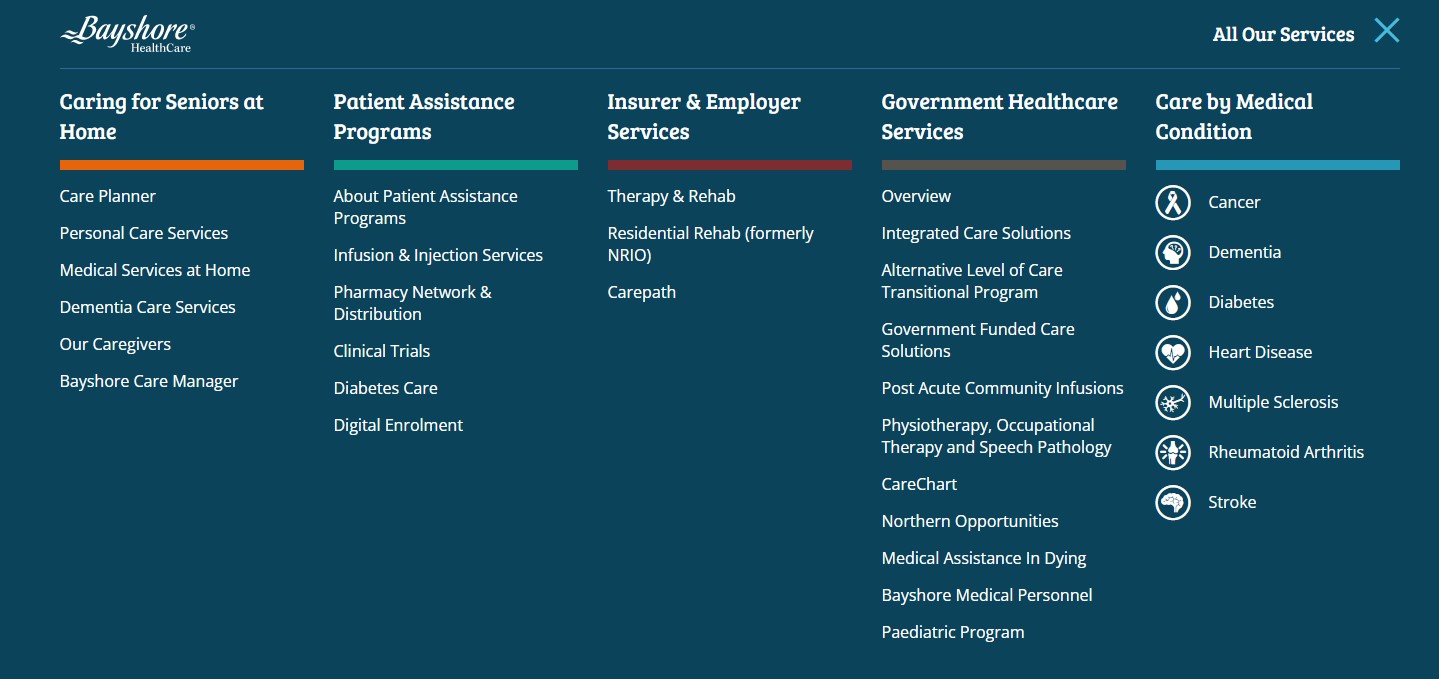 Bayshore®
HealthCare
All Our Services
Caring for Seniors at
Home
Care Planner
Personal Care Services
Medical Services at Home
Dementia Care Services
Our Caregivers
Bayshore Care Manager
Patient Assistance
Programs
About Patient Assistance
Programs
Infusion & Injection Services
Pharmacy Network &
Distribution
Clinical Trials
Diabetes Care
Digital Enrolment
Insurer & Employer
Services
Therapy & Rehab
Residential Rehab (formerly
NRIO)
Carepath
Government Healthcare
Services
Overview
Integrated Care Solutions
Alternative Level of Care
Transitional Program
Government Funded Care
Solutions
Post Acute Community Infusions
Physiotherapy, Occupational
Therapy and Speech Pathology
CareChart
Northern Opportunities
Medical Assistance In Dying
Bayshore Medical Personnel
Paediatric Program
Care by Medical
Condition
Cancer
Dementia
Diabetes
Heart Disease
Multiple Sclerosis
Rheumatoid Arthritis
Stroke